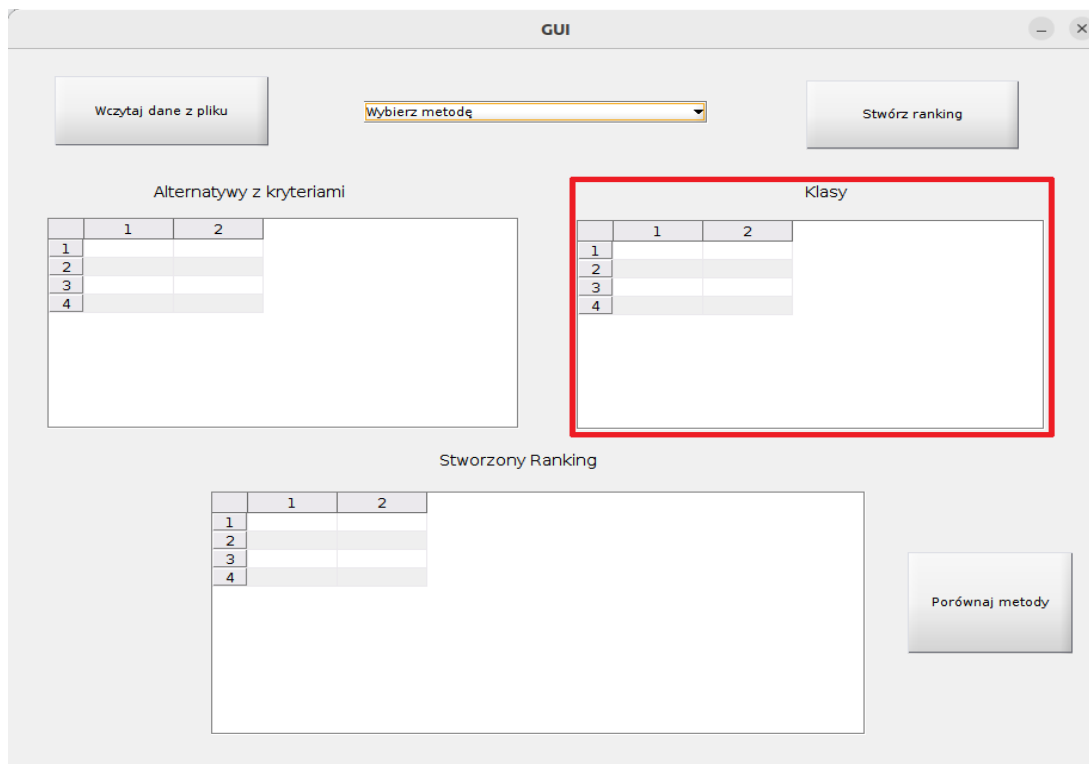 GUI
Wczytaj dane z pliku
Wybierz metodę
Stwórz ranking
Alternatywy z kryteriami
1 2
1
2
3
4
Klasy
1 2
1
2
3
4
Stworzony Ranking
1 2
1
2
3
4
Porównaj metody